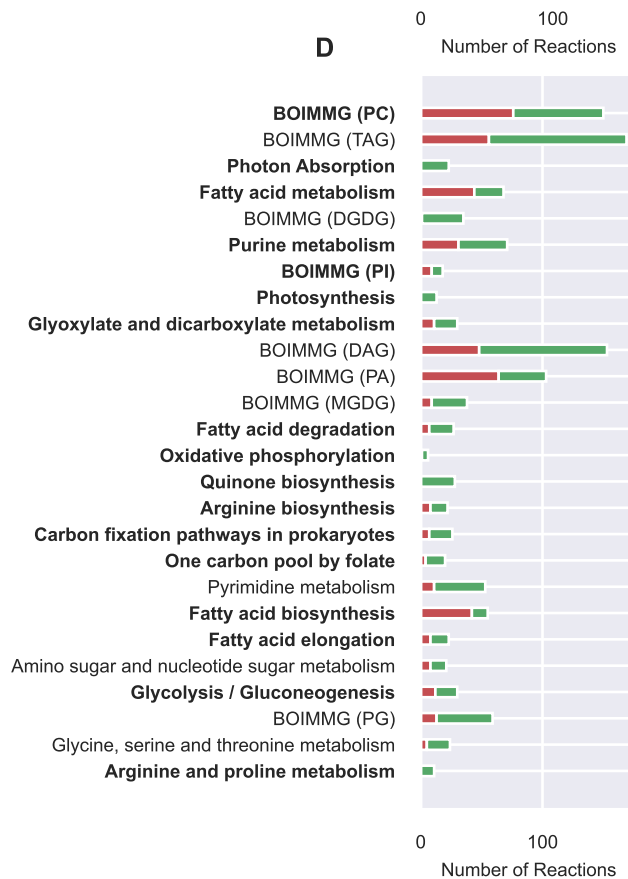 0 100
Number of Reactions
D
BOIMMG (PC)
BOIMMG (TAG)
Photon Absorption
Fatty acid metabolism
BOIMMG (DGDG)
Purine metabolism
BOIMMG (PI)
Photosynthesis
Glyoxylate and dicarboxylate metabolism
BOIMMG (DAG)
BOIMMG (PA)
BOIMMG (MGDG)
Fatty acid degradation
Oxidative phosphorylation
Quinone biosynthesis
Arginine biosynthesis
Carbon fixation pathways in prokaryotes
One carbon pool by folate
Pyrimidine metabolism
Fatty acid biosynthesis
Fatty acid elongation
Amino sugar and nucleotide sugar metabolism
Glycolysis / Gluconeogenesis
BOIMMG (PG)
Glycine, serine and threonine metabolism
Arginine and proline metabolism
0 100
Number of Reactions